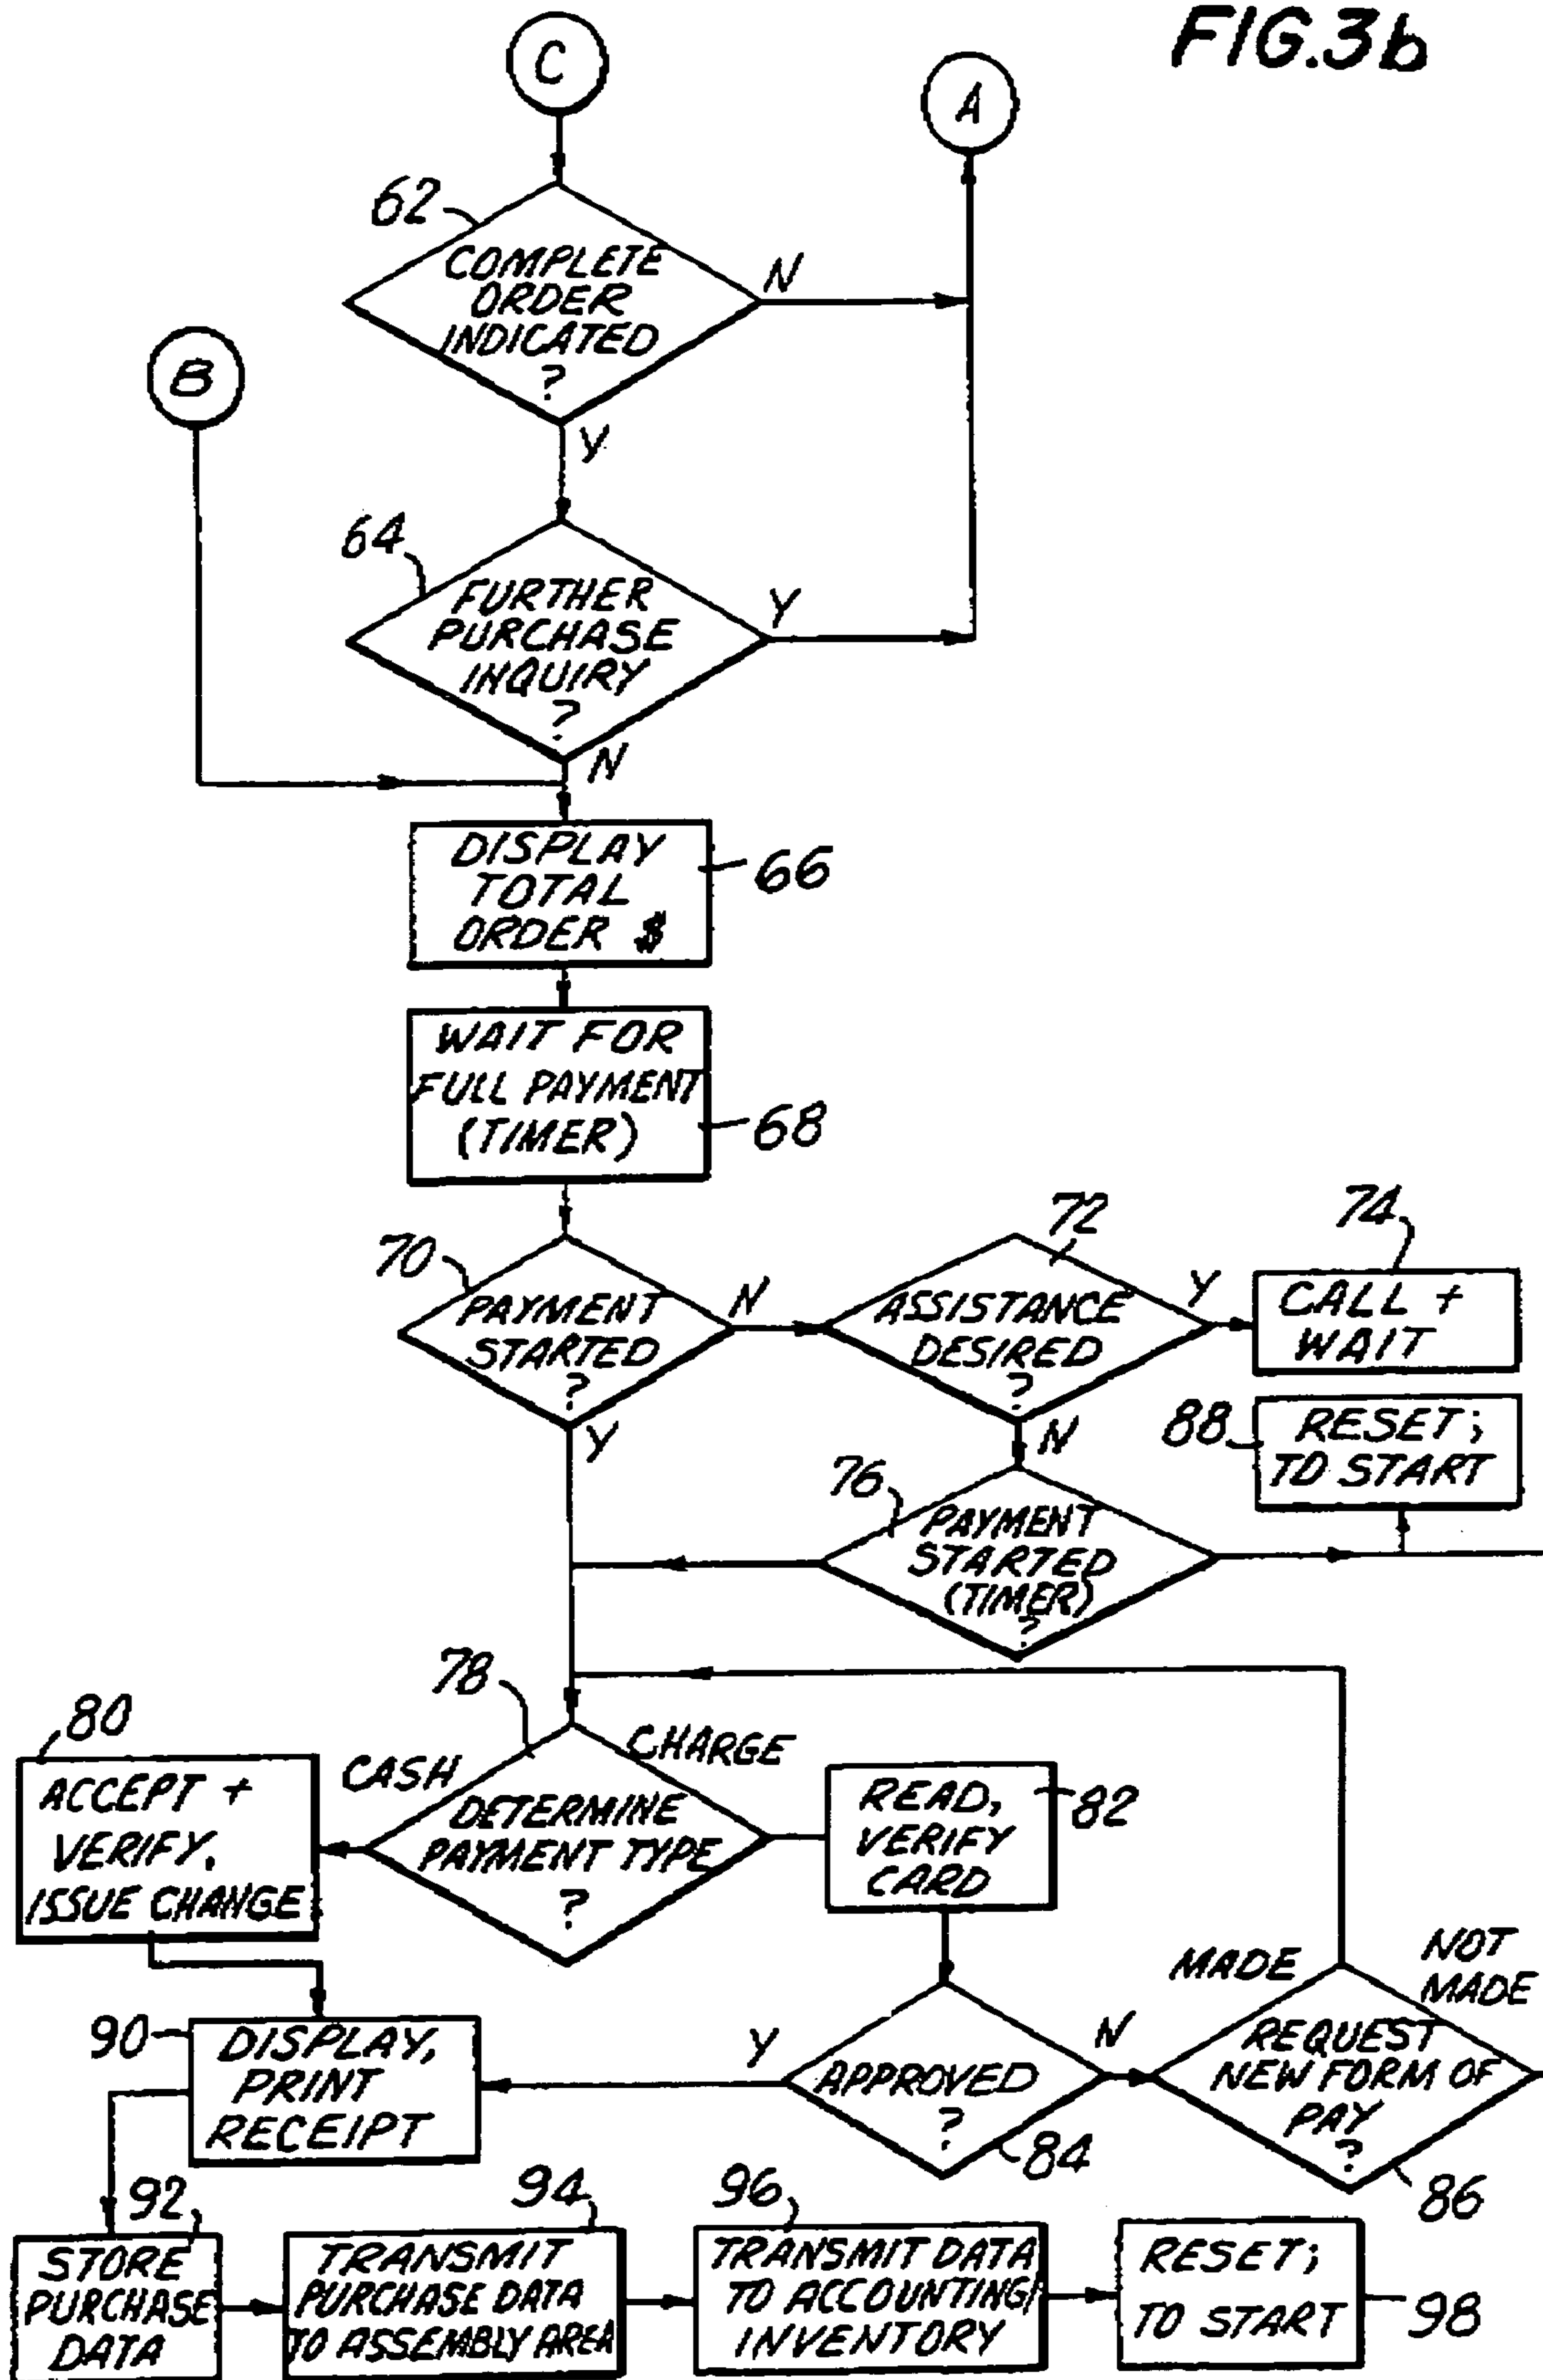 FIG.3b
C
A
62
COMPLETE
ORDER
INDICATED
?
N
Y
B
64
FURTHER
PURCHASE
INQUIRY
?
Y
N
DISPLAY
TOTAL
ORDER $
66
WAIT FOR
FULL PAYMENT
(TIMER)
68
70
PAYMENT
STARTED
?
N
Y
72
ASSISTANCE
DESIRED
?
Y
N
74
CALL +
WAIT
88
RESET;
TO START
76
PAYMENT
STARTED
(TIMER)
?
78
CASH
CHARGE
DETERMINE
PAYMENT TYPE
?
80
ACCEPT +
VERIFY.
ISSUE CHANGE
READ,
VERIFY
CARD
82
MADE
NOT
MADE
90
DISPLAY,
PRINT
RECEIPT
Y
APPROVED
?
N
84
REQUEST
NEW FORM OF
PAY
?
86
92
STORE
PURCHASE
DATA
94
TRANSMIT
PURCHASE DATA
TO ASSEMBLY AREA
96
TRANSMIT DATA
TO ACCOUNTING/
INVENTORY
RESET;
TO START
98